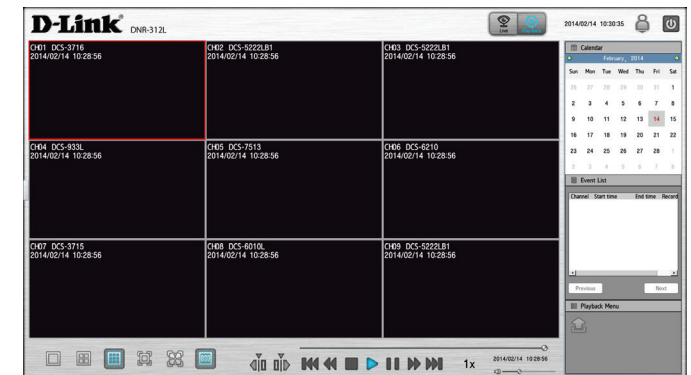 D-Link DNR-312L
Live
2014/02/14 10:30:35
CH01 DCS-3716
2014/02/14 10:28:56
CH02 DCS-5222LB1
2014/02/14 10:28:56
CH03 DCS-5222LB1
2014/02/14 10:28:56
CH04 DCS-933L
2014/02/14 10:28:56
CH05 DCS-7513
2014/02/14 10:28:56
CH06 DCS-6210
2014/02/14 10:28:56
CH07 DCS-3715
2014/02/14 10:28:56
CH08 DCS-6010L
2014/02/14 10:28:56
CH09 DCS-5222LB1
2014/02/14 10:28:56
Calendar
February, 2014
Sun Mon Tue Wed Thu Fri Sat
26 27 28 29 30 31 1
2 3 4 5 6 7 8
9 10 11 12 13 14 15
16 17 18 19 20 21 22
23 24 25 26 27 28 1
2 3 4 5 6 7 8
Event List
Channel Start time End time Record
Previous Next
Playback Menu
1x
2014/02/14 10:28:56